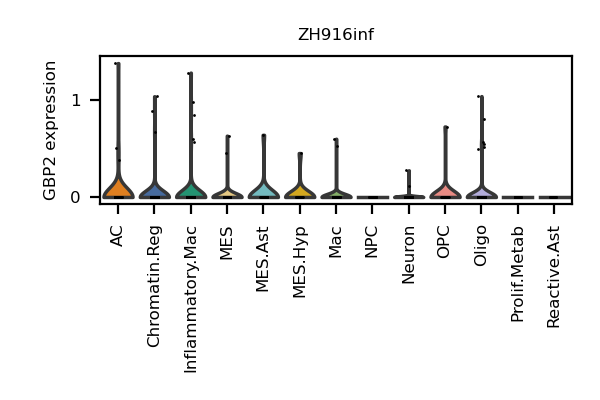 ZH916inf
GBP2 expression
1
0
AC
Chromatin.Reg
Inflammatory.Mac
MES
MES.Ast
MES.Hyp
Mac
NPC
Neuron
OPC
Oligo
Prolif.Metab
Reactive.Ast